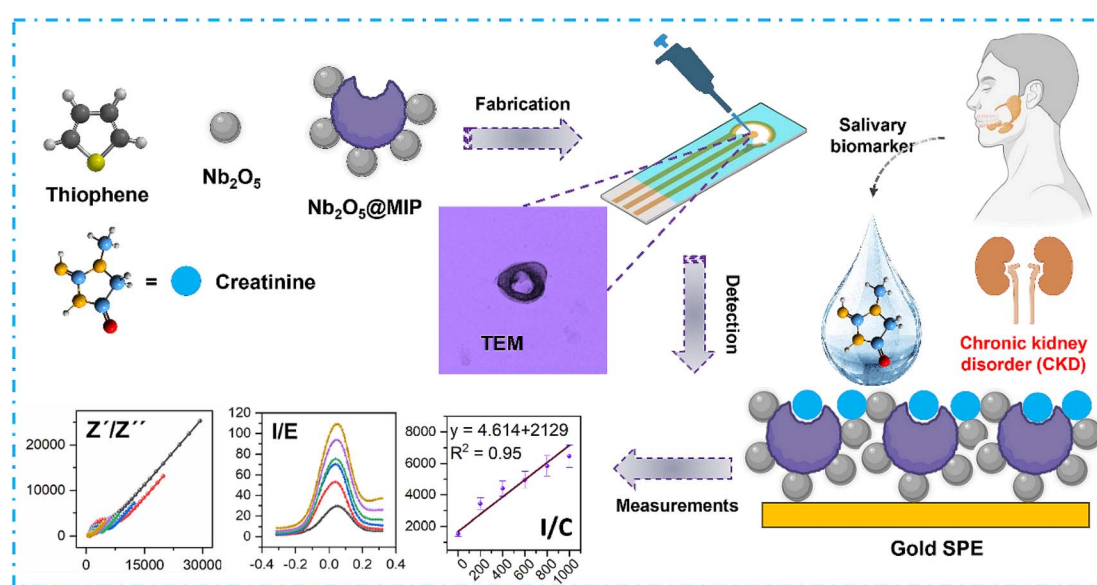 Thiophene
Nb₂O₅
Nb₂O₅@MIP
Fabrication
Salivary
biomarker
= Creatinine
TEM
Detection
Chronic kidney
disorder (CKD)
Z´/Z´´
25000
20000
10000
0
0 15000 30000
I/E
120
100
80
60
40
20
0
-0.4 -0.2 0.0 0.2 0.4
y = 4.614+2129
R² = 0.95
8000
6000
4000
2000
I/C
0 200 400 600 800 1000
Measurements
Gold SPE